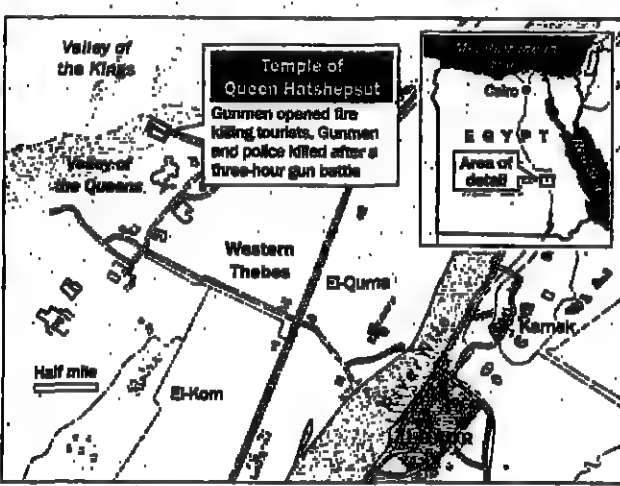 Valley of
the Kings
Temple of
Queen Hatshepsut
Gunmen opened fire
killing tourists. Gunmen
and police killed after a
three-hour gun battle
Cairo
EGYPT
Area of
detail
Valley of
the Queens
Western
Thebes
El-Qurna
Karnak
Half mile
El-Kom